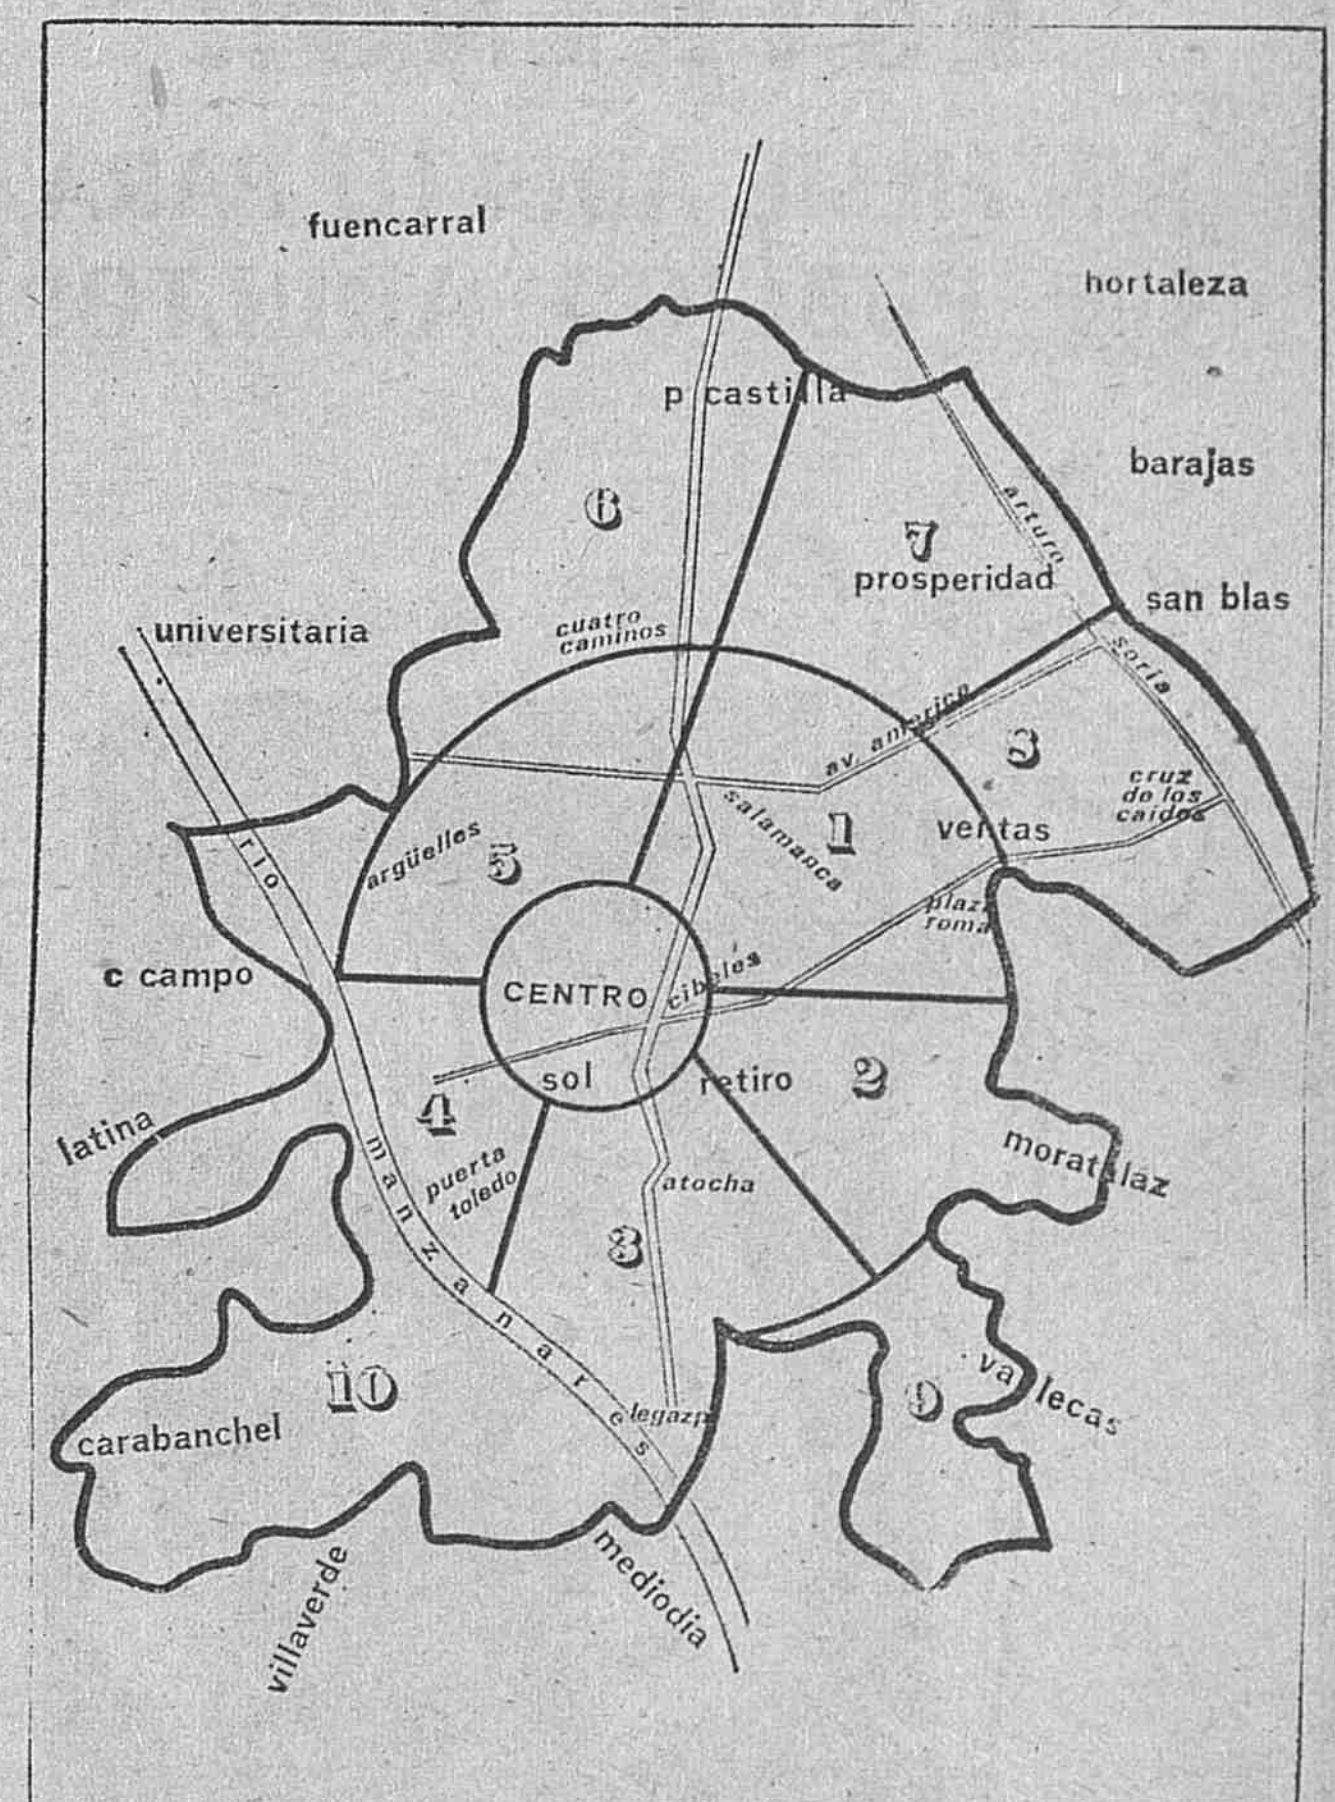 fuencarral
hortaleza
p castilla
barajas
6
arturo
7
prosperidad
san blas
universitaria
cuatro
caminos
soria
av. america
3
cruz
de los
caidos
salamanca
1
ventas
argüelles
5
rio
plaza
roma
c campo
CENTRO
cibeles
sol
retiro
2
4
latina
manzanares
puerta
toledo
moratalaz
atocha
3
10
vallecas
9
carabanchel
legazpi
villaverde
mediodia